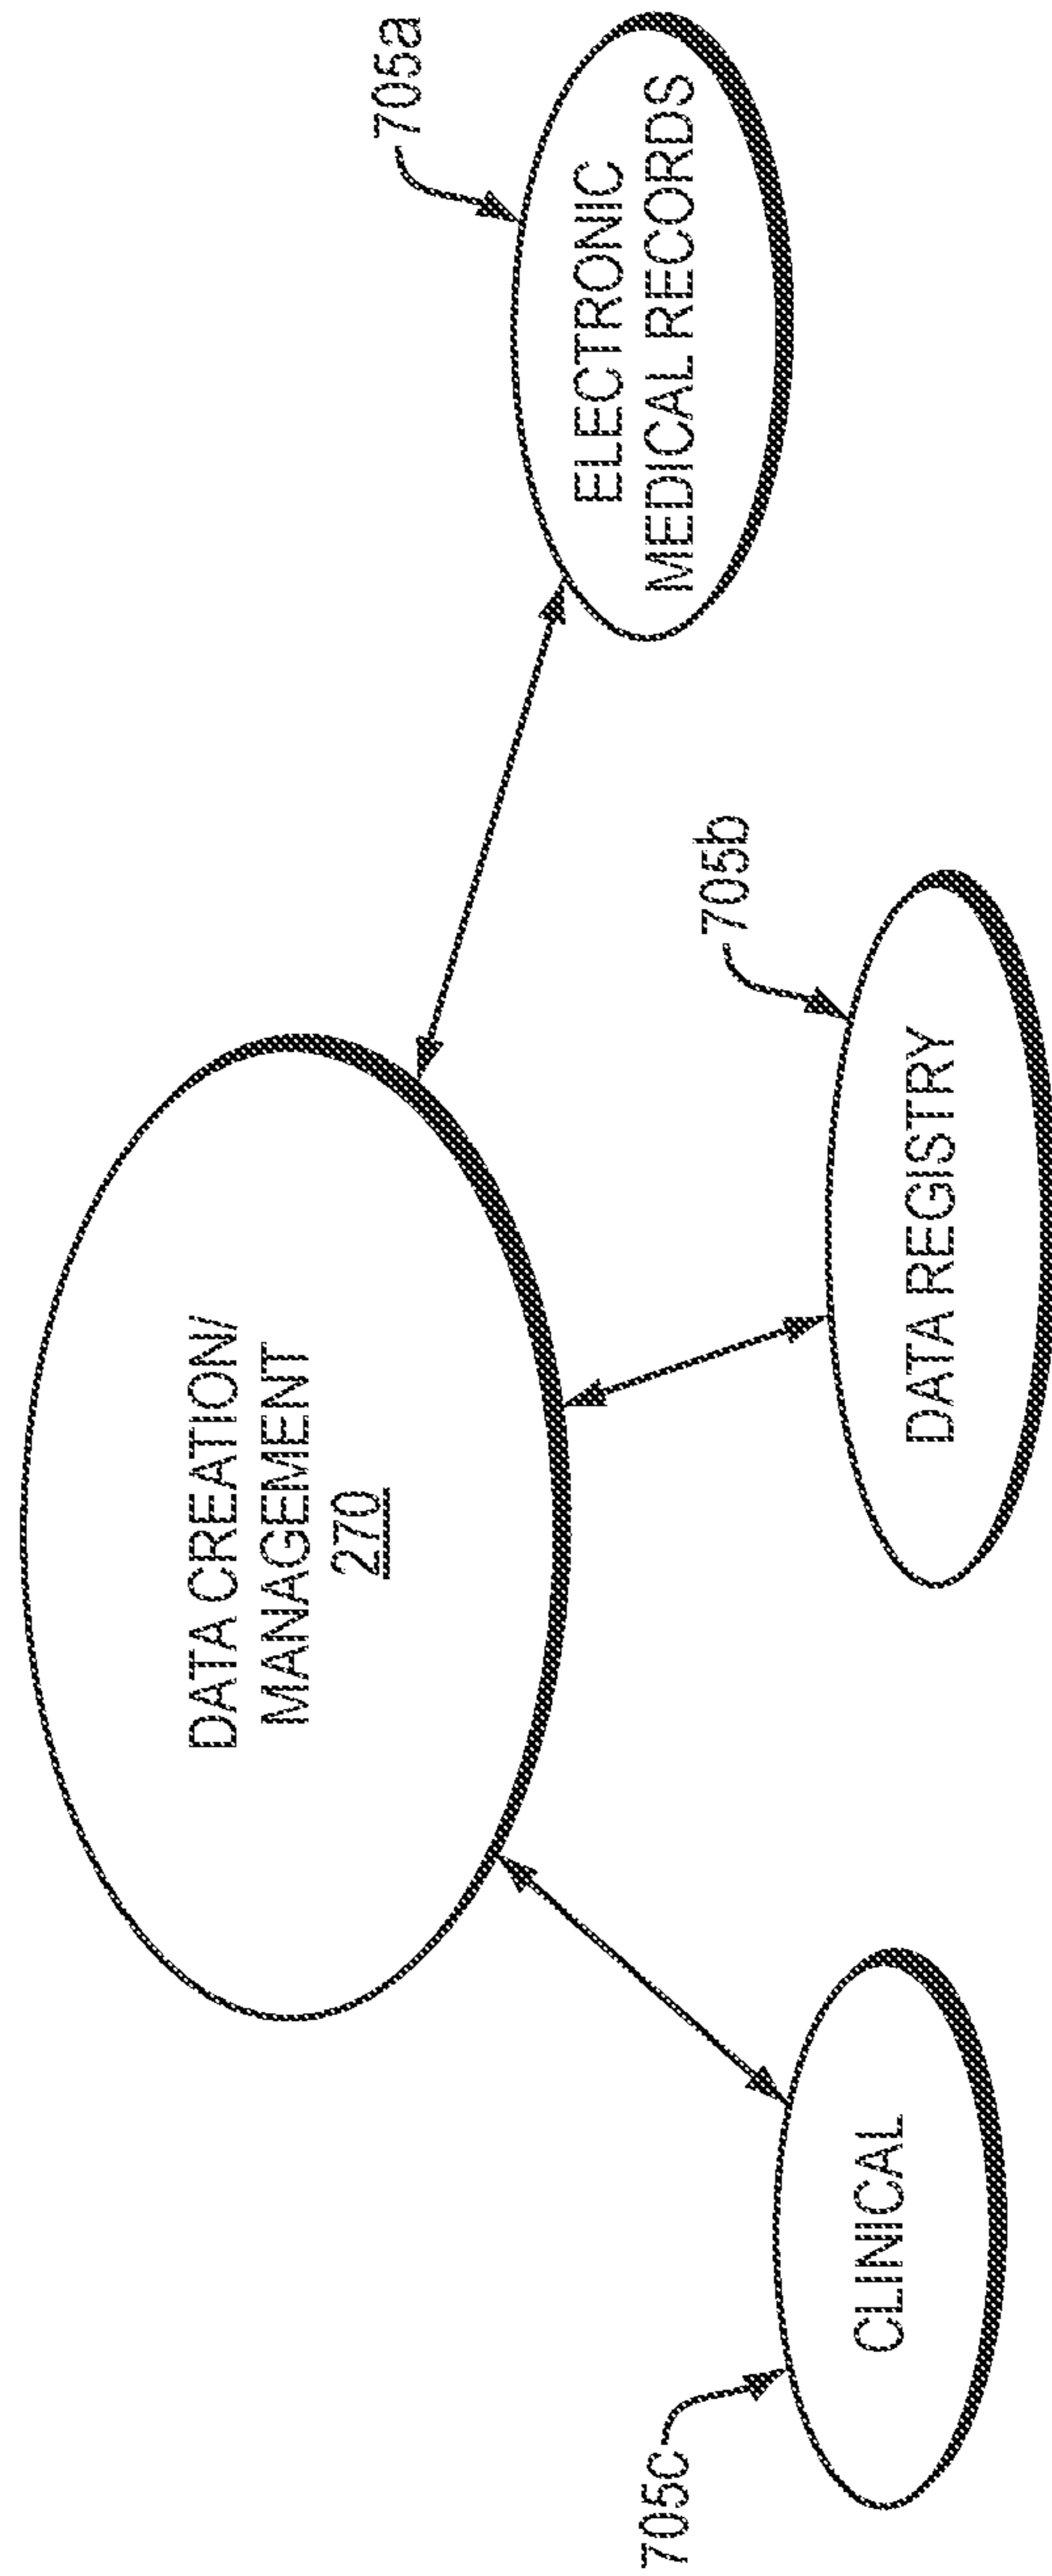 DATA CREATION/
MANAGEMENT
270
705c
CLINICAL
705b
DATA REGISTRY
705a
ELECTRONIC
MEDICAL RECORDS